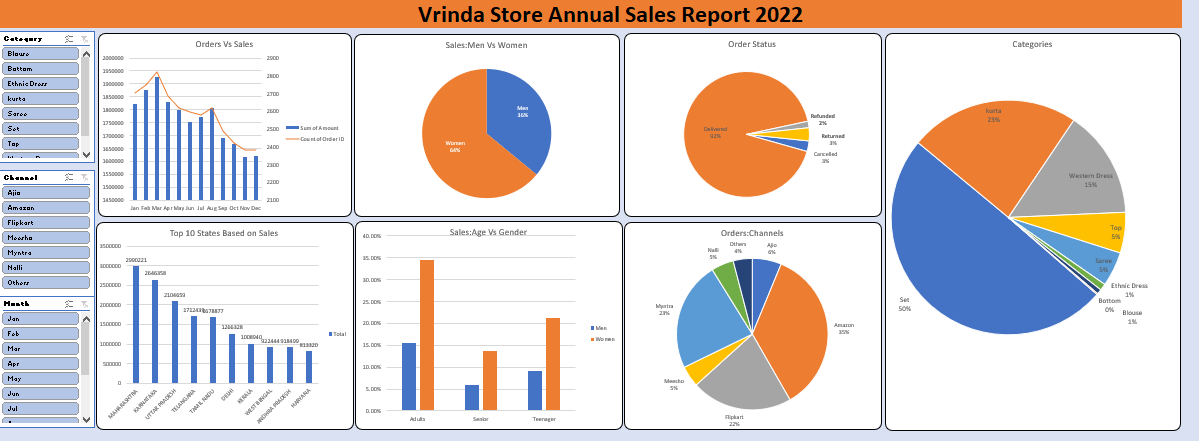 Vrinda Store Annual Sales Report 2022
Category
Blouse
Bottom
Ethnic Dress
kurta
Saree
Set
Top
Channel
Ajio
Amazon
Flipkart
Meesho
Myntra
Nalli
Others
Month
Jan
Feb
Mar
Apr
May
Jun
Jul
Orders Vs Sales
2000000
1950000
1900000
1850000
1800000
1750000
1700000
1650000
1600000
1550000
1500000
1450000
2900
2800
2700
2600
2500
2400
2300
2200
2100
Jan Feb Mar Apr May Jun Jul Aug Sep Oct Nov Dec
Sum of Amount
Count of Order ID
Sales:Men Vs Women
Men
36%
Women
64%
Order Status
Delivered
92%
Refunded
2%
Returned
3%
Cancelled
3%
Categories
kurta
23%
Western Dress
15%
Top
5%
Saree
5%
Ethnic Dress
1%
Bottom
0%
Blouse
1%
Set
50%
Top 10 States Based on Sales
3500000
3000000
2500000
2000000
1500000
1000000
500000
0
2990221
2646358
2104659
1712439
1678877
1266328
1008040
922444
918499
813320
MAHARASHTRA
KARNATAKA
UTTAR PRADESH
TELANGANA
TAMIL NADU
DELHI
KERALA
WEST BENGAL
ANDHRA PRADESH
HARYANA
Total
Sales:Age Vs Gender
40.00%
35.00%
30.00%
25.00%
20.00%
15.00%
10.00%
5.00%
0.00%
Adults
Senior
Teenager
Men
Women
Orders:Channels
Ajio
6%
Amazon
35%
Flipkart
22%
Meesho
5%
Myntra
23%
Nalli
5%
Others
4%